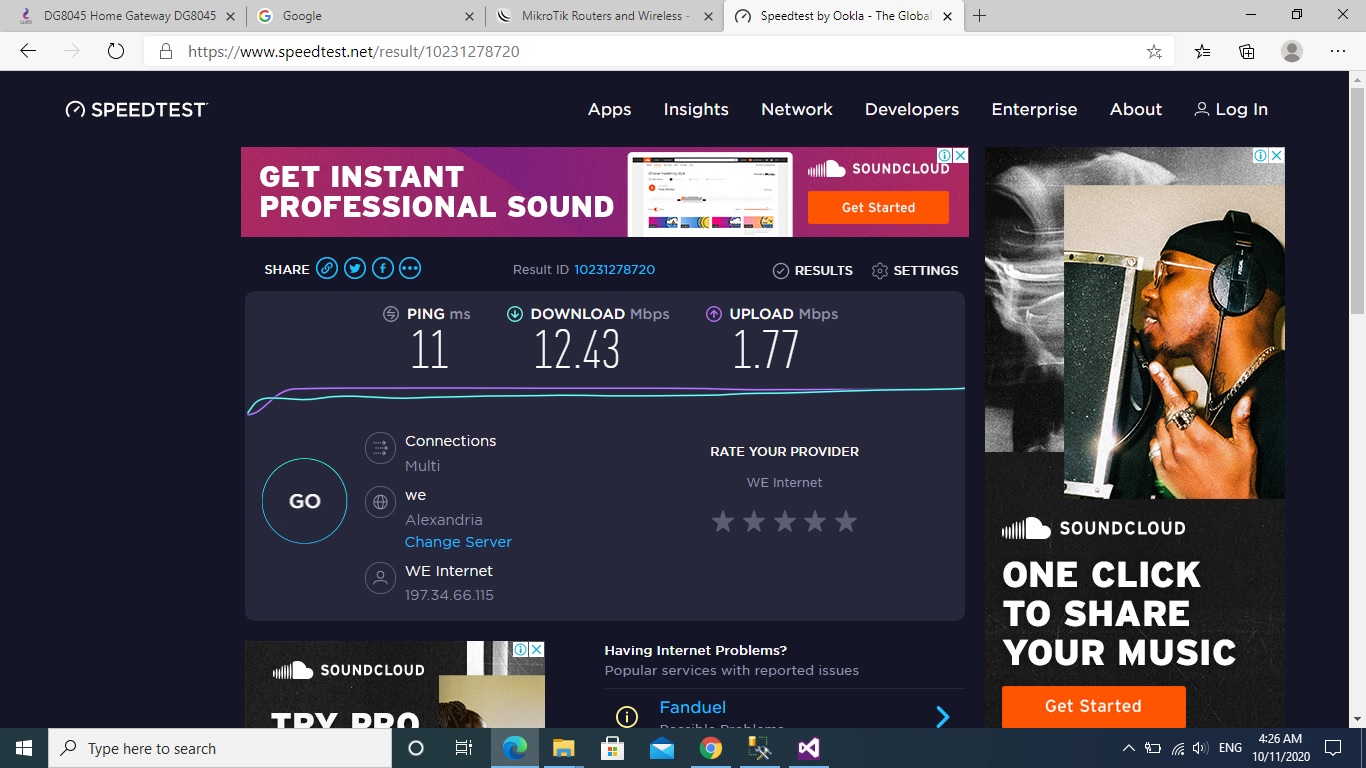 DG8045 Home Gateway DG8045
Google
MikroTik Routers and Wireless -
Speedtest by Ookla - The Global
https://www.speedtest.net/result/10231278720
SPEEDTEST
Apps
Insights
Network
Developers
Enterprise
About
Log In
GET INSTANT
PROFESSIONAL SOUND
SOUNDCLOUD
Get Started
SHARE
Result ID 10231278720
RESULTS
SETTINGS
PING ms
11
DOWNLOAD Mbps
12.43
UPLOAD Mbps
1.77
GO
Connections
Multi
we
Alexandria
Change Server
WE Internet
197.34.66.115
RATE YOUR PROVIDER
WE Internet
SOUNDCLOUD
ONE CLICK
TO SHARE
YOUR MUSIC
Get Started
SOUNDCLOUD
TRY PRO
Having Internet Problems?
Popular services with reported issues
Fanduel
Possible Problems
Type here to search
ENG
4:26 AM
10/11/2020